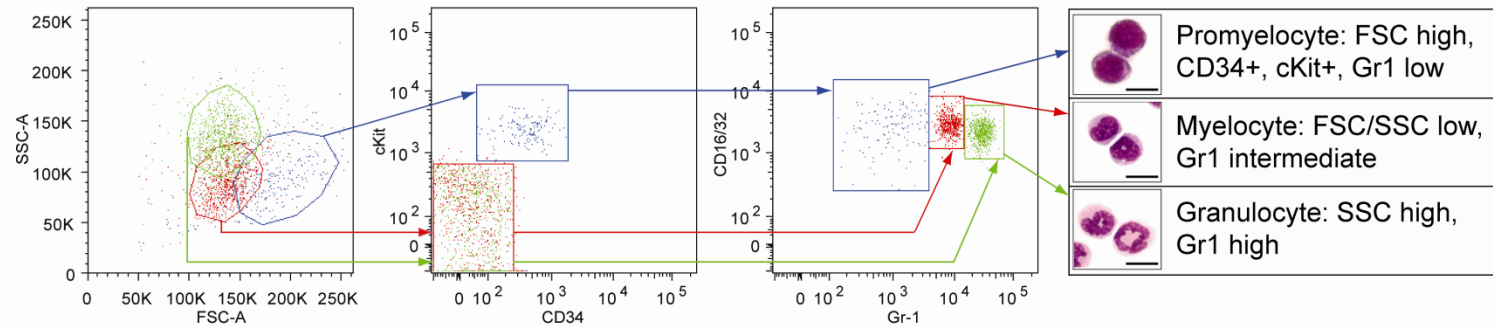 250K
200K
150K
100K
50K
0
SSC-A
0 50K 100K 150K 200K 250K
FSC-A
10^5
10^4
10^3
10^2
0
cKit
0 10^2 10^3 10^4 10^5
CD34
10^5
10^4
10^3
10^2
0
CD16/32
0 10^2 10^3 10^4 10^5
Gr-1
Promyelocyte: FSC high,
CD34+, cKit+, Gr1 low
Myelocyte: FSC/SSC low,
Gr1 intermediate
Granulocyte: SSC high,
Gr1 high